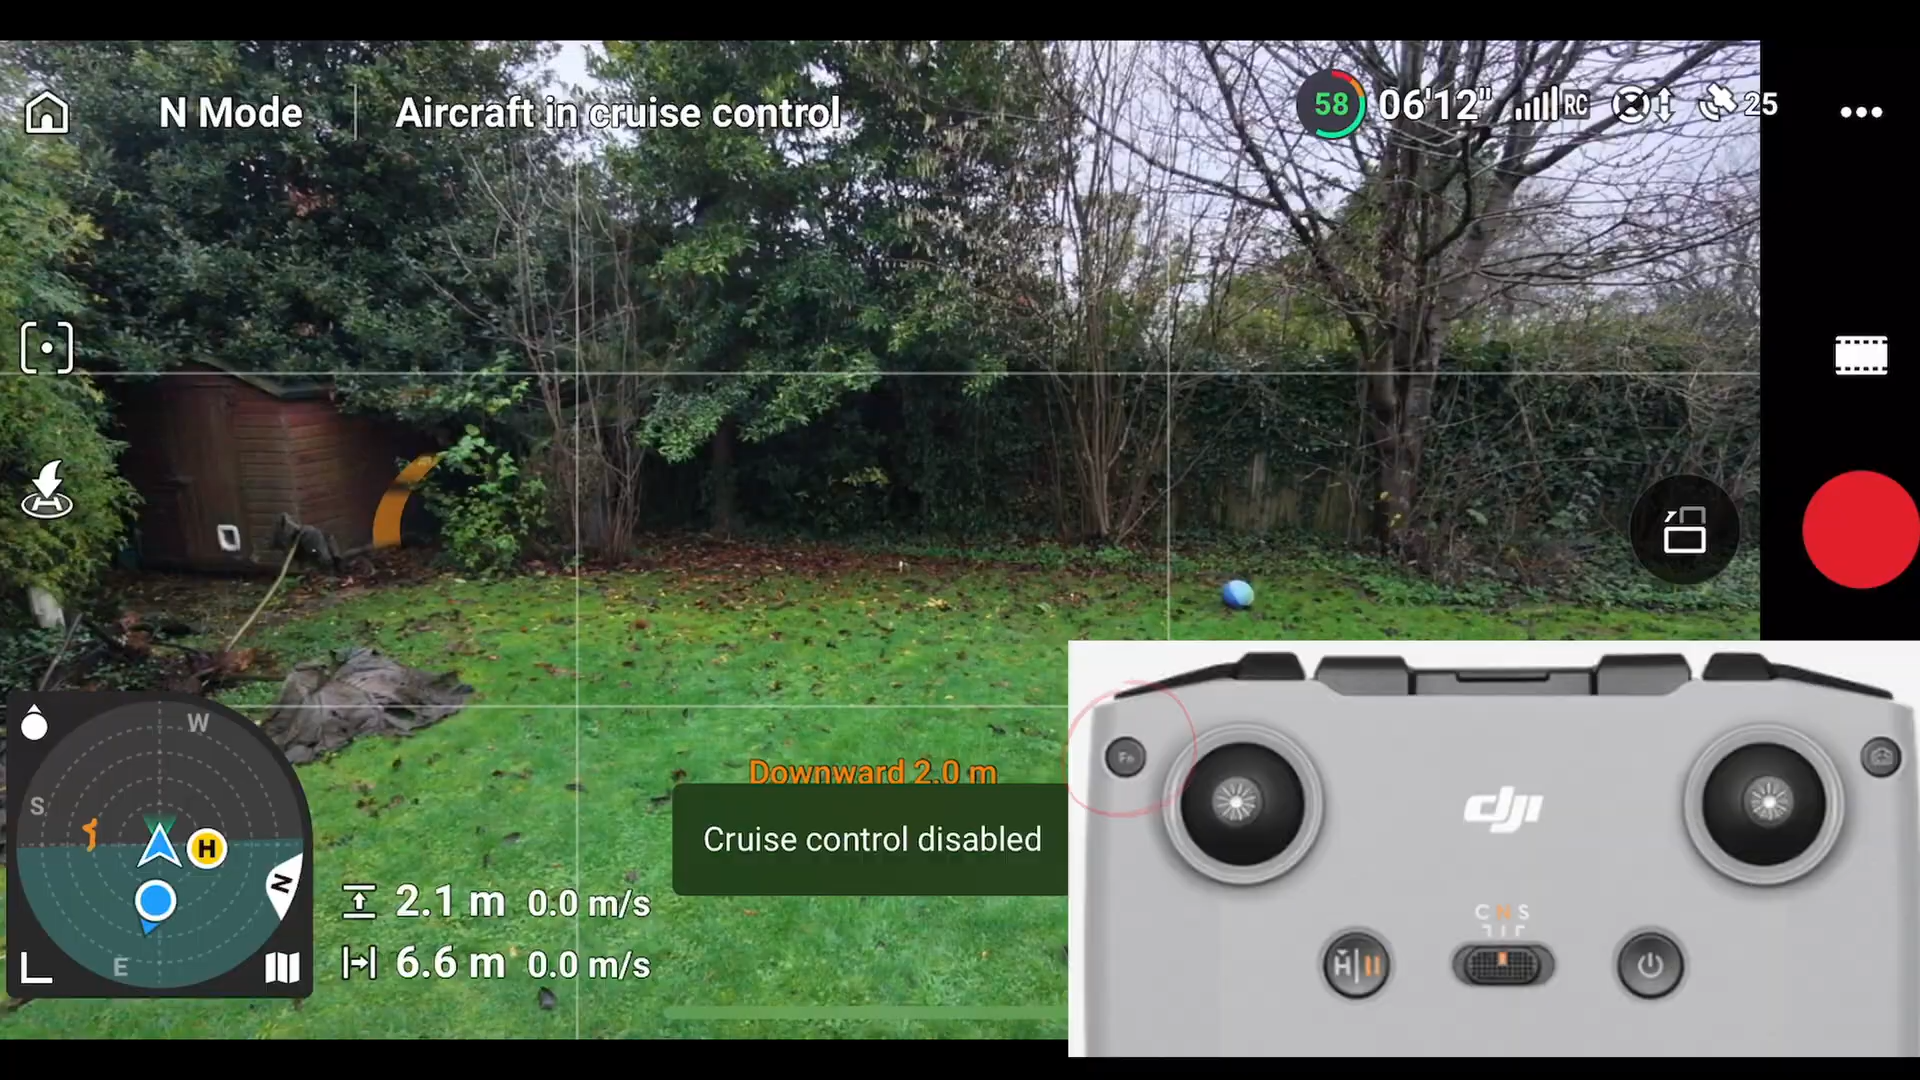 N Mode
Aircraft in cruise control
58
06'12"
RC
25
Downward 2.0 m
Cruise control disabled
W
S
H
N
E
2.1 m 0.0 m/s
6.6 m 0.0 m/s
Fn
dji
C N S
H